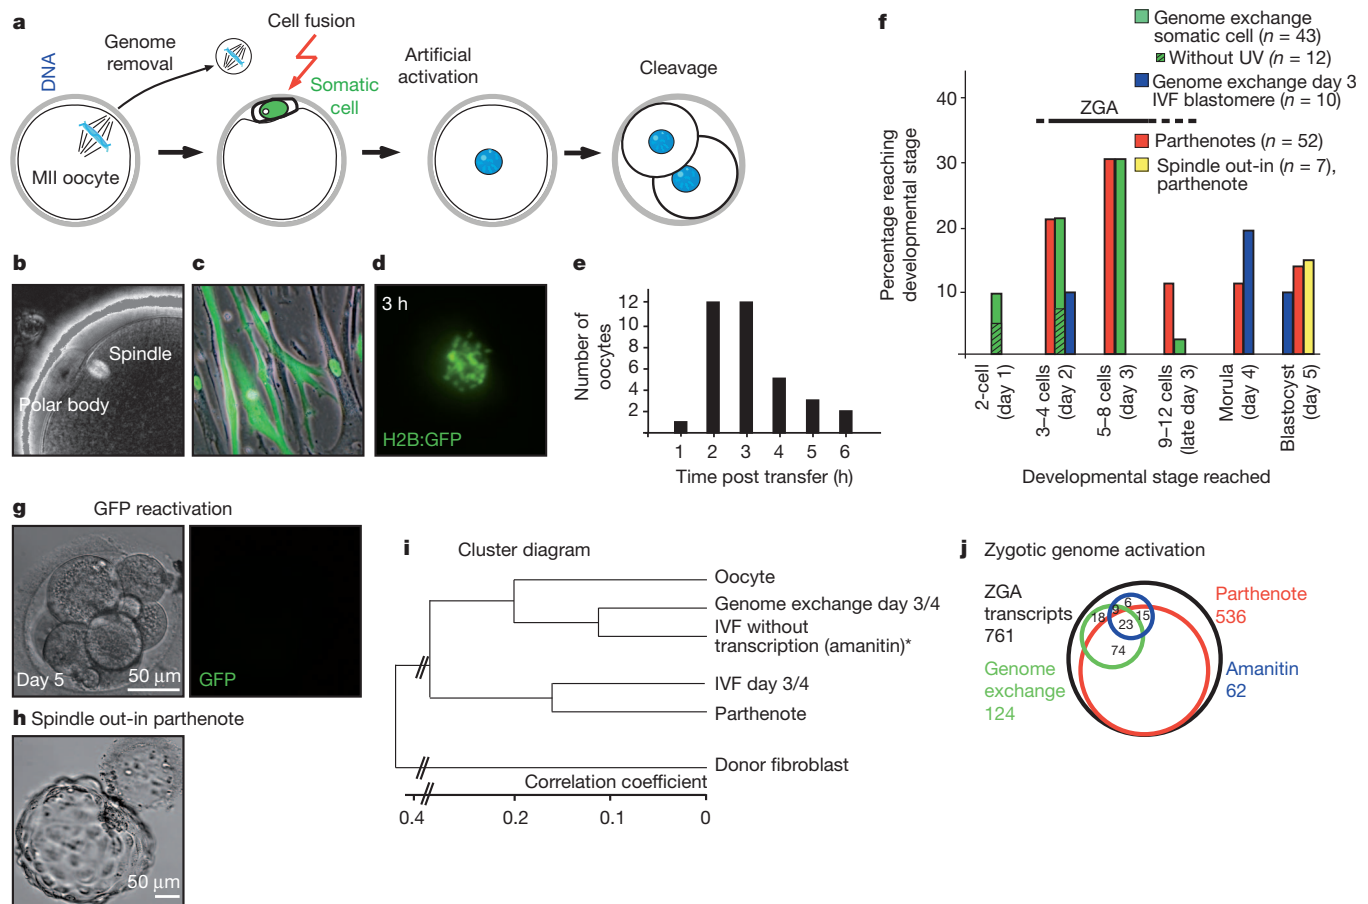 a
DNA
Genome
removal
MII oocyte
Cell fusion
Somatic
cell
Artificial
activation
Cleavage
b
Spindle
Polar body
c
d
3 h
H2B:GFP
e
Number of
oocytes
12
10
8
6
4
2
1 2 3 4 5 6
Time post transfer (h)
f
Genome exchange
somatic cell (n = 43)
Without UV (n = 12)
Genome exchange day 3
IVF blastomere (n = 10)
Parthenotes (n = 52)
Spindle out-in (n = 7),
parthenote
ZGA
Percentage reaching
developmental stage
40
30
20
10
2-cell
(day 1)
3–4 cells
(day 2)
5–8 cells
(day 3)
9–12 cells
(late day 3)
Morula
(day 4)
Blastocyst
(day 5)
Developmental stage reached
g
GFP reactivation
Day 5
50 μm
GFP
h Spindle out-in parthenote
50 μm
i Cluster diagram
Oocyte
Genome exchange day 3/4
IVF without
transcription (amanitin)*
IVF day 3/4
Parthenote
Donor fibroblast
Correlation coefficient
0.4 0.2 0.1 0
j Zygotic genome activation
ZGA
transcripts
761
Genome
exchange
124
Parthenote
536
Amanitin
62
6
9
18
15
23
74